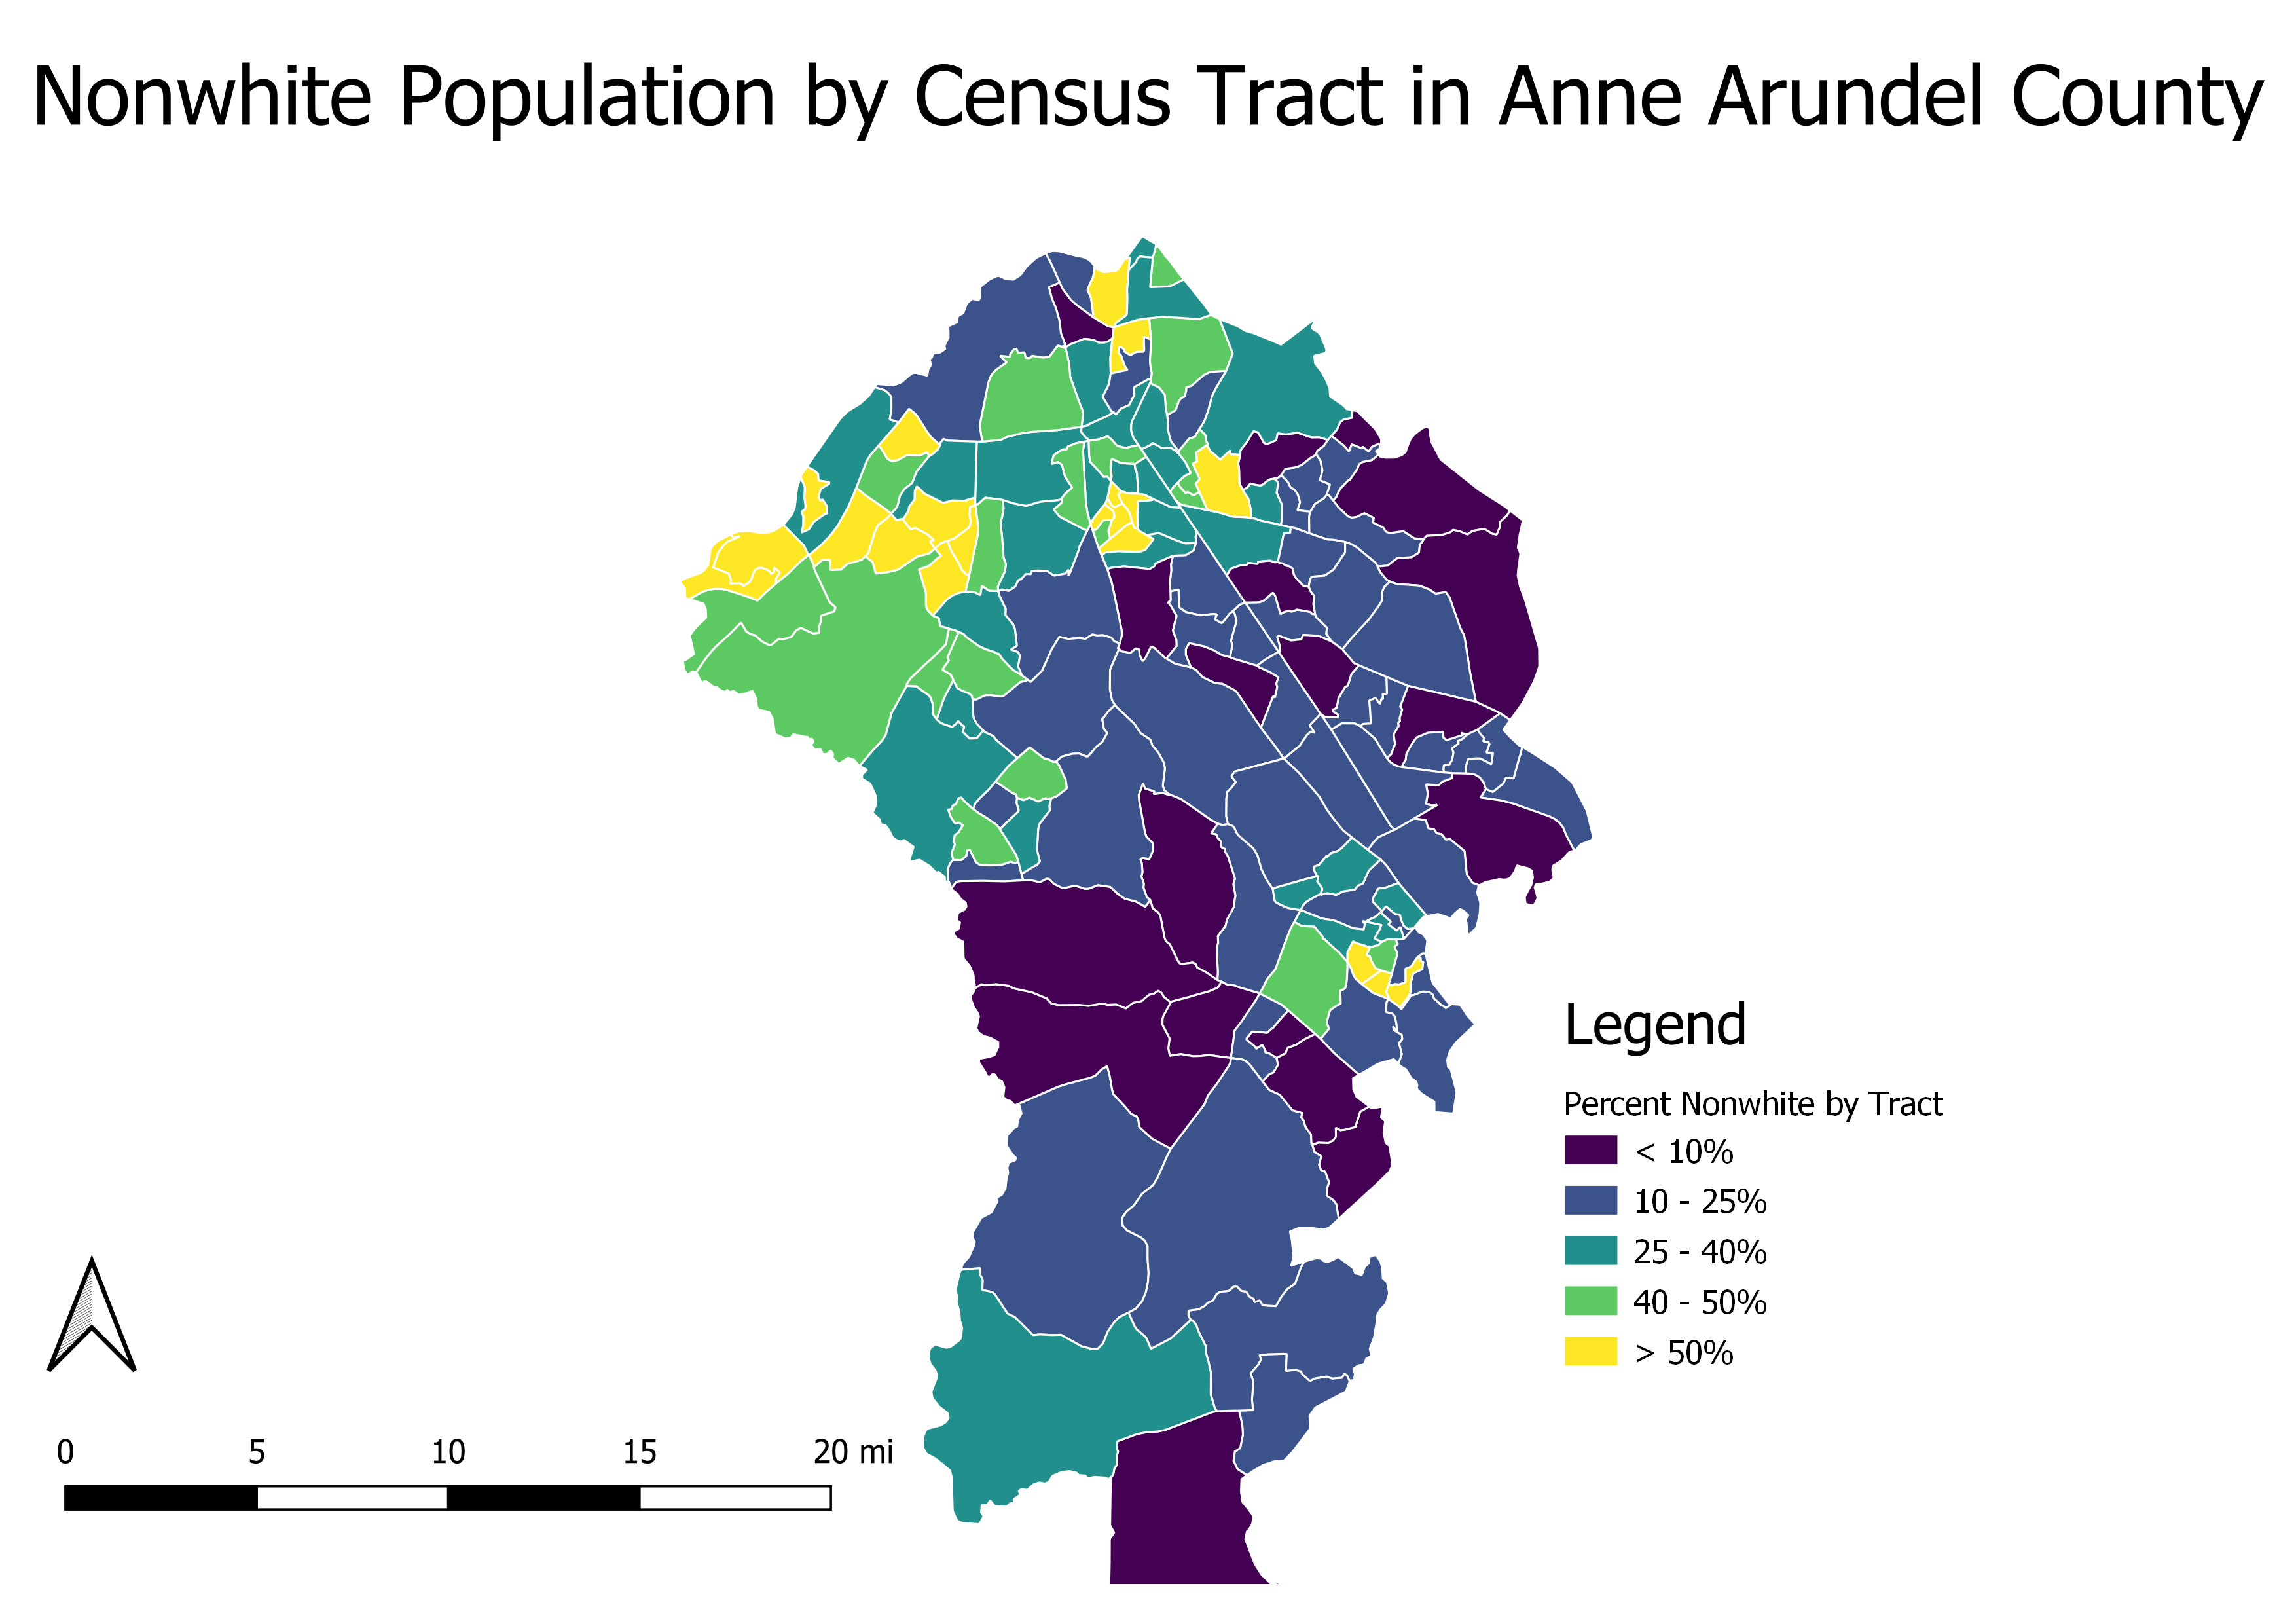 Nonwhite Population by Census Tract in Anne Arundel County
Legend
Percent Nonwhite by Tract
< 10%
10 - 25%
25 - 40%
40 - 50%
> 50%
0 5 10 15 20 mi